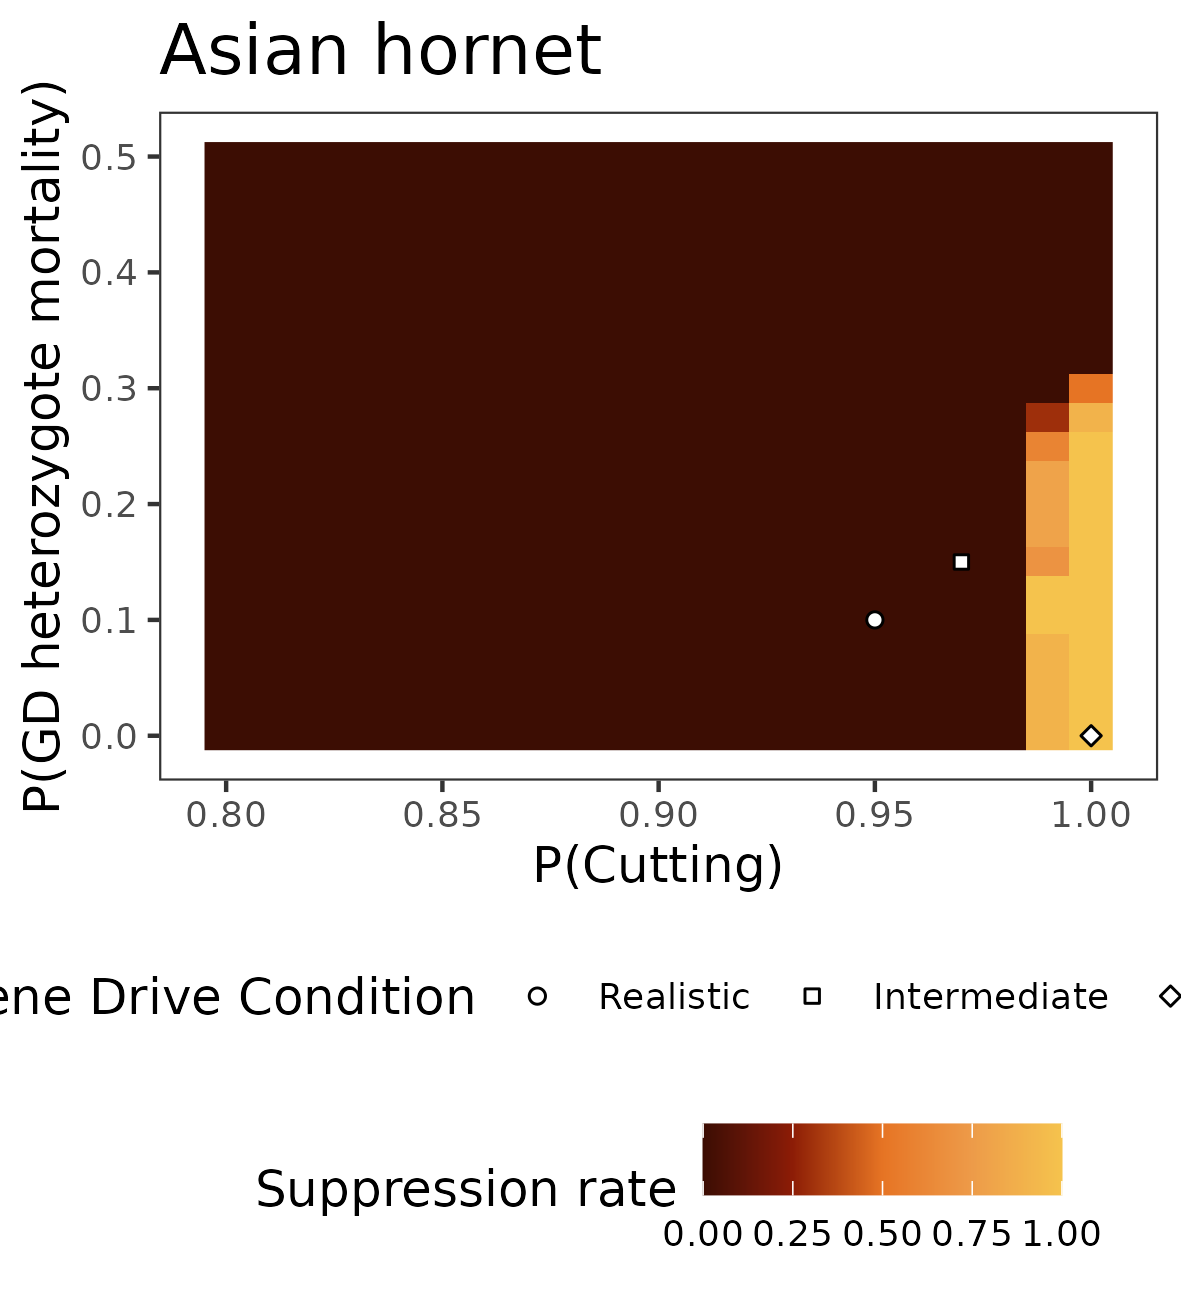 Asian hornet
P(GD heterozygote mortality)
0.5
0.4
0.3
0.2
0.1
0.0
0.80 0.85 0.90 0.95 1.00
P(Cutting)
ene Drive Condition Realistic Intermediate
Suppression rate
0.00 0.25 0.50 0.75 1.00